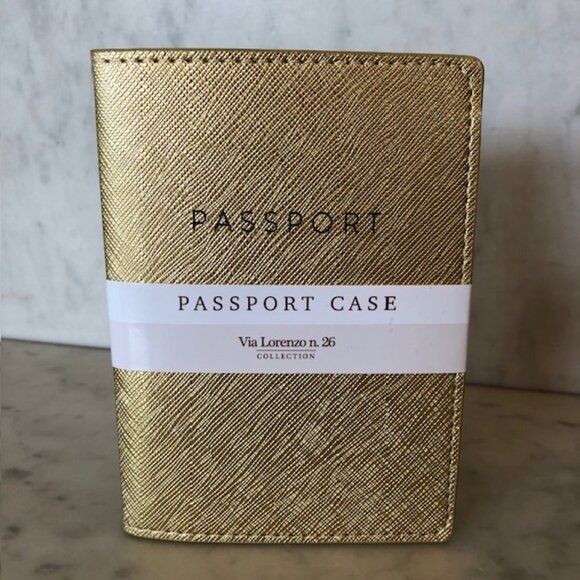 PASSPORT
PASSPORT CASE
Via Lorenzo n. 26
COLLECTION